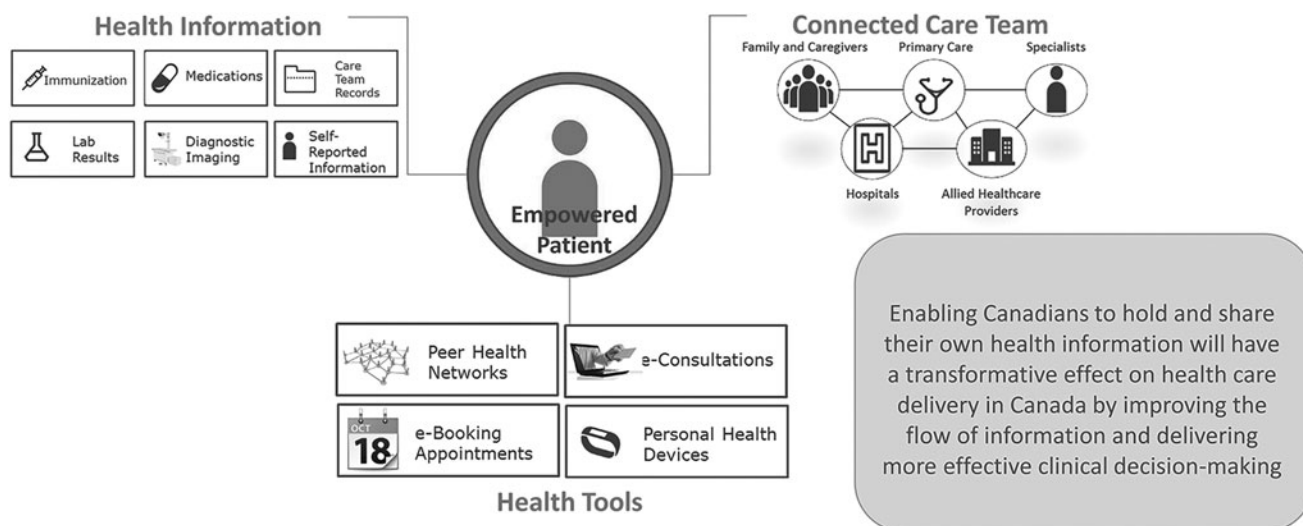 Health Information
Immunization
Medications
Care
Team
Records
Lab
Results
Diagnostic
Imaging
Self-
Reported
Information
Empowered
Patient
Connected Care Team
Family and Caregivers
Primary Care
Specialists
Hospitals
Allied Healthcare
Providers
Peer Health
Networks
e-Consultations
OCT
18
e-Booking
Appointments
Personal Health
Devices
Health Tools
Enabling Canadians to hold and share
their own health information will have
a transformative effect on health care
delivery in Canada by improving the
flow of information and delivering
more effective clinical decision-making